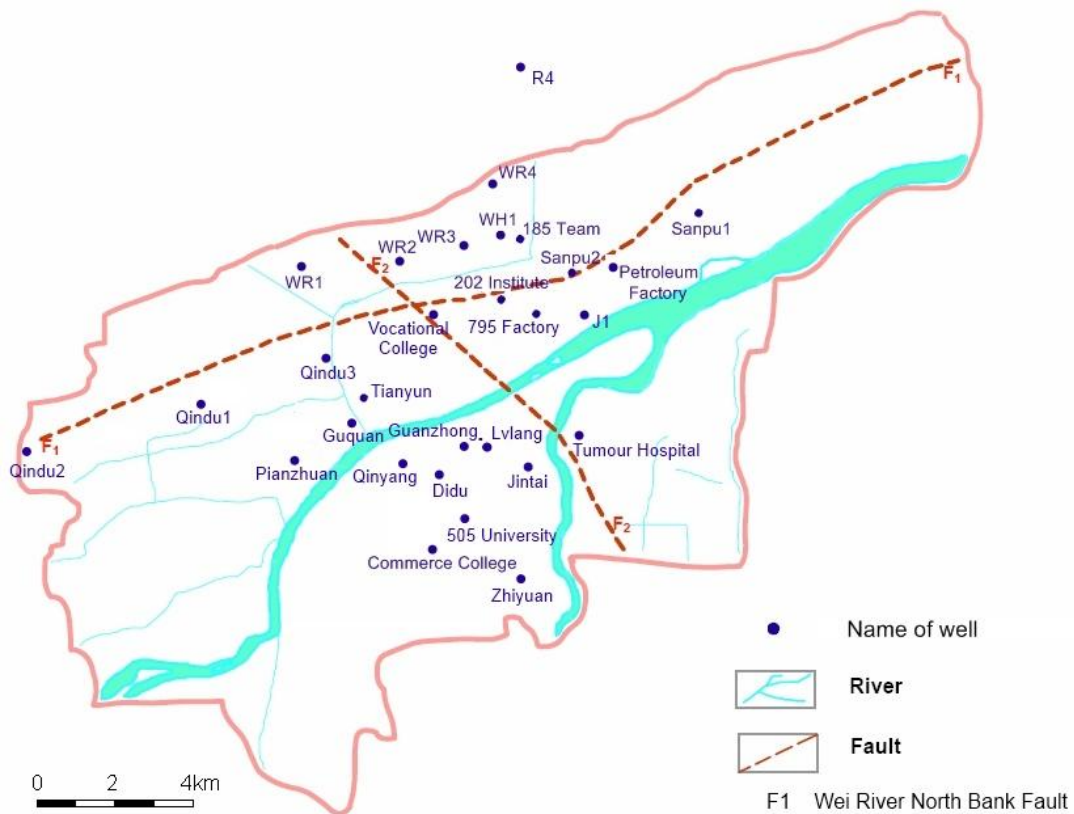 R4
F₁
WR4
WH1
185 Team
WR3
Sanpu1
WR2
F₂
Sanpu2
WR1
202 Institute
Petroleum
Factory
Vocational
College
795 Factory
J1
Qindu3
Tianyun
Qindu1
Guquan
Guanzhong
Lvlang
F₁
Qindu2
Pianzhuan
Qinyang
Tumour Hospital
Didu
Jintai
F₂
505 University
Commerce College
Zhiyuan
Name of well
River
Fault
0 2 4km
F1 Wei River North Bank Fault